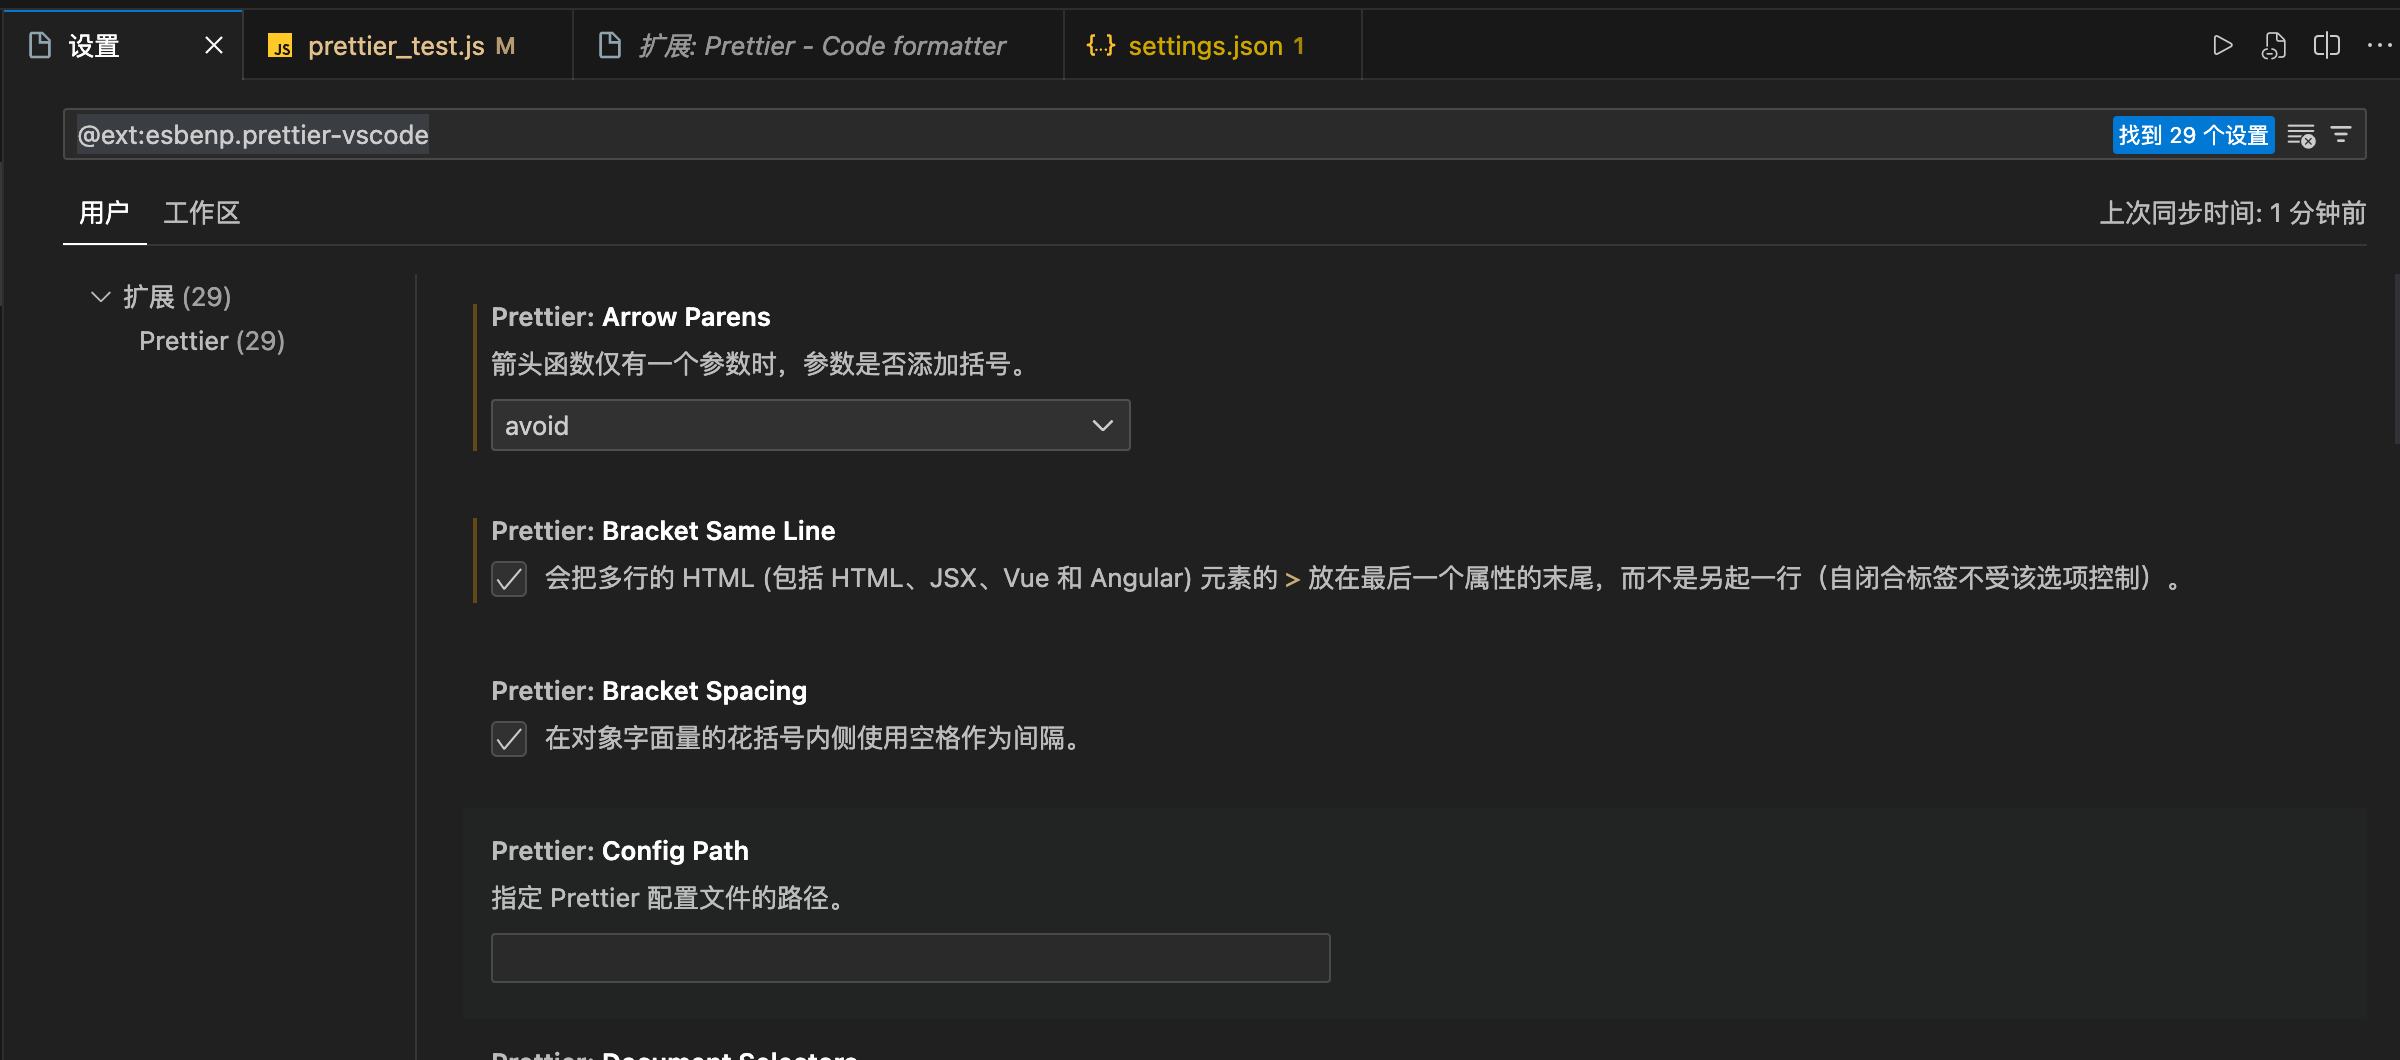 设置
JS prettier_test.js M
扩展: Prettier - Code formatter
{...} settings.json 1
@ext:esbenp.prettier-vscode
找到 29 个设置
用户 工作区
上次同步时间: 1 分钟前
扩展 (29)
Prettier (29)
Prettier: Arrow Parens
箭头函数仅有一个参数时，参数是否添加括号。
avoid
Prettier: Bracket Same Line
会把多行的 HTML (包括 HTML、JSX、Vue 和 Angular) 元素的 > 放在最后一个属性的末尾，而不是另起一行（自闭合标签不受该选项控制）。
Prettier: Bracket Spacing
在对象字面量的花括号内侧使用空格作为间隔。
Prettier: Config Path
指定 Prettier 配置文件的路径。
Prettier: Document Selectors